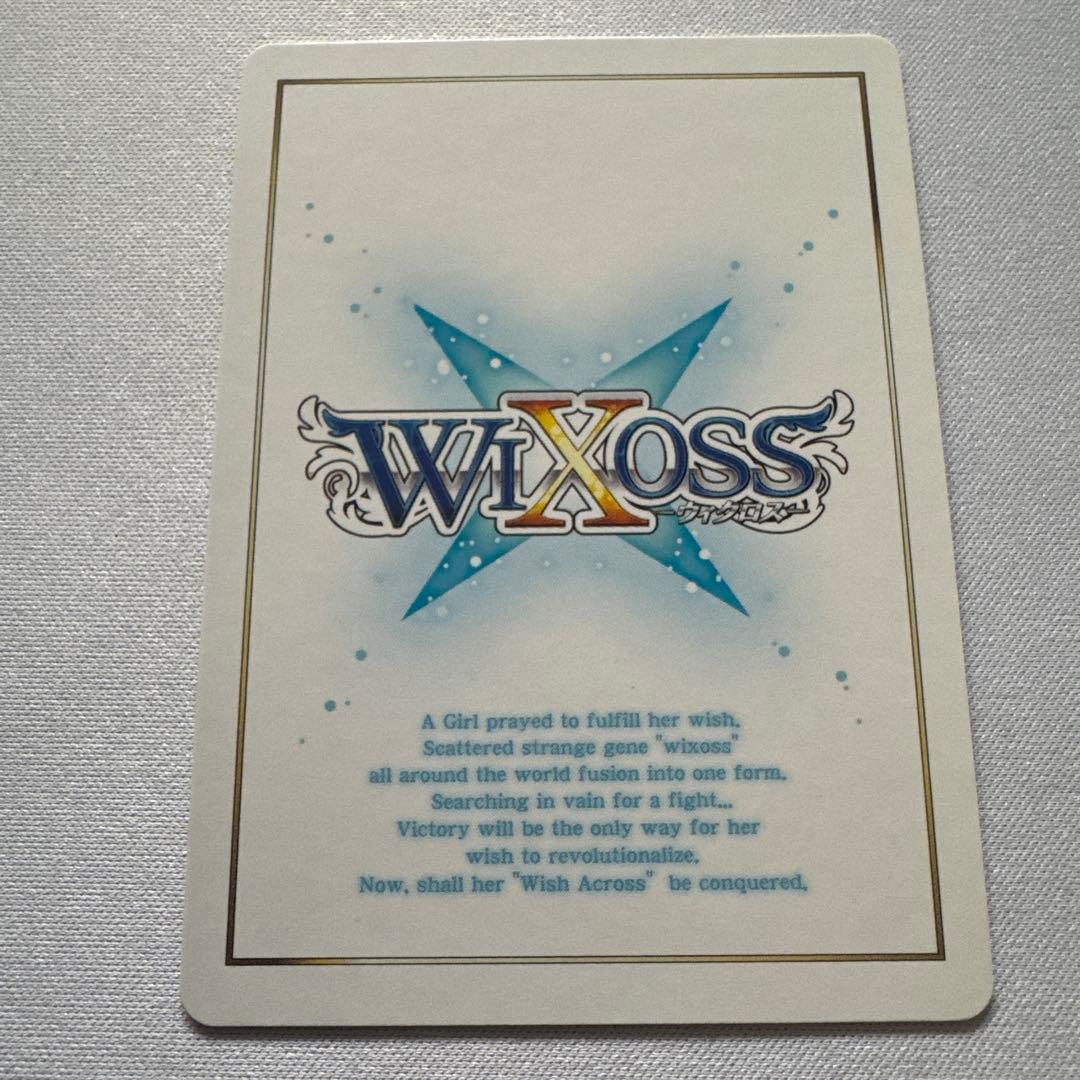 WIXOSS
-ウィクロス-
A Girl prayed to fulfill her wish.
Scattered strange gene "wixoss"
all around the world fusion into one form.
Searching in vain for a fight...
Victory will be the only way for her
wish to revolutionalize.
Now, shall her "Wish Across" be conquered.